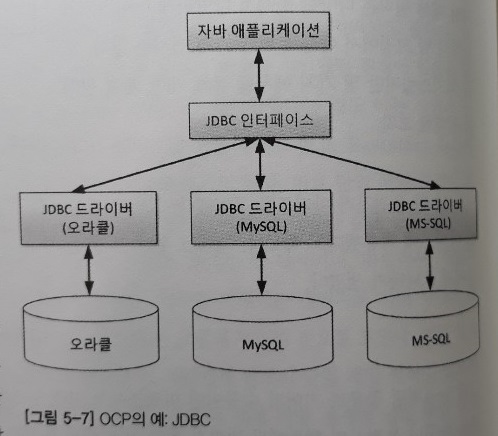 자바 애플리케이션
JDBC 인터페이스
JDBC 드라이버
(오라클)
JDBC 드라이버
(MySQL)
JDBC 드라이버
(MS-SQL)
오라클
MySQL
MS-SQL
[그림 5-7] OCP의 예: JDBC